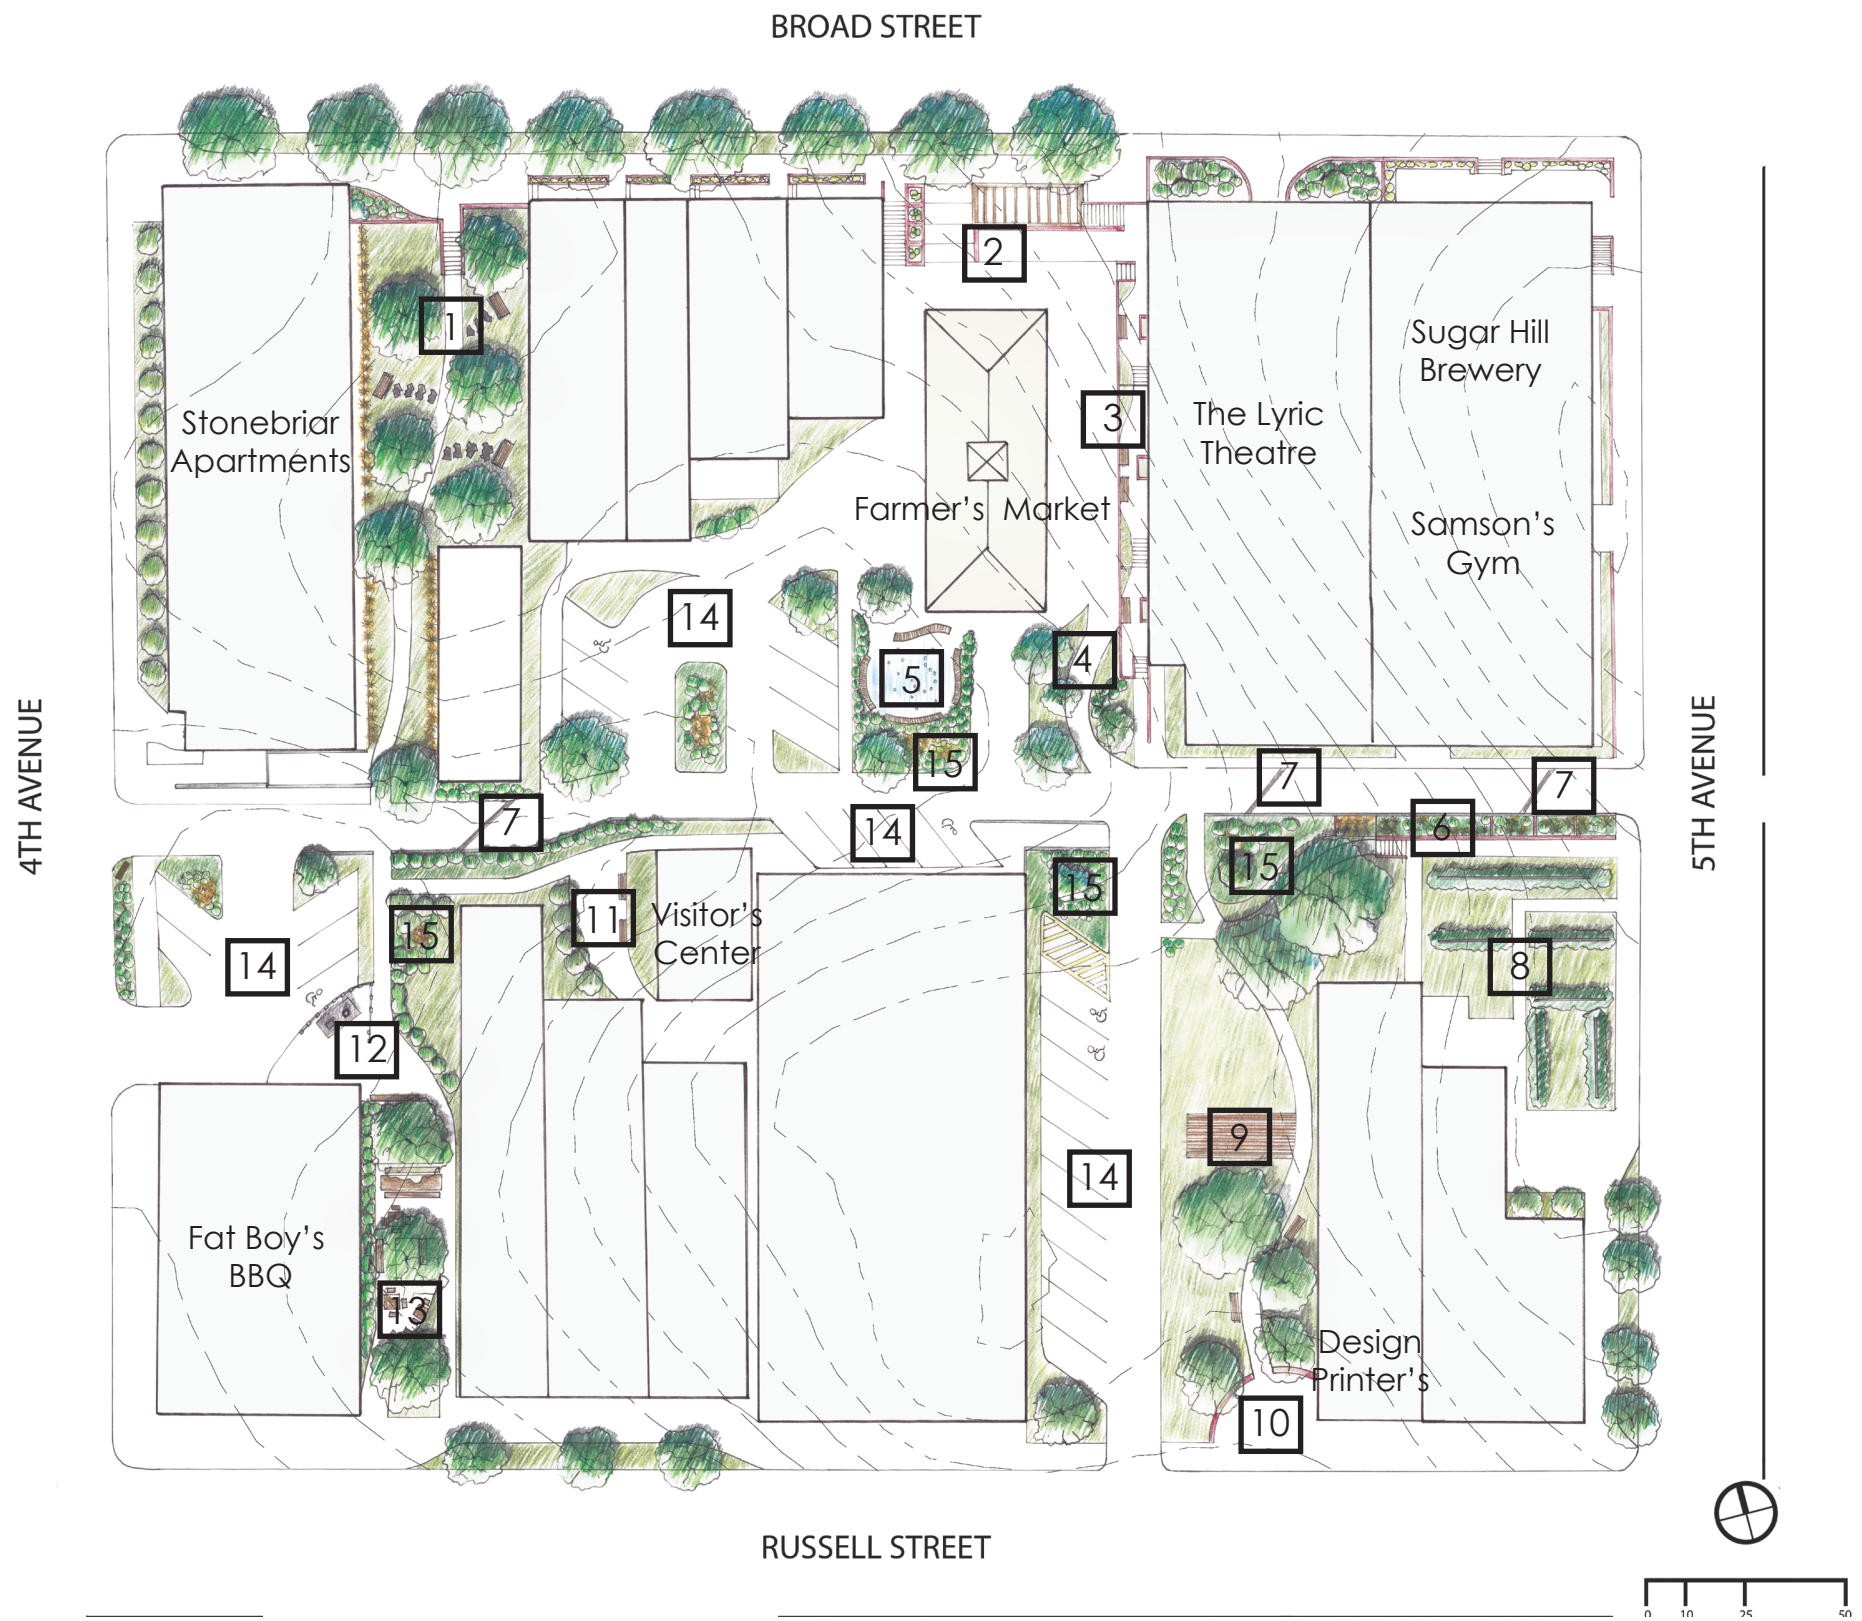 BROAD STREET
2
1
Sugar Hill
Brewery
3
The Lyric
Theatre
Stonebriar
Apartments
Farmer's Market
Samson's
Gym
14
4
5
4TH AVENUE
5TH AVENUE
15
7
7
7
14
6
15
15
11
Visitor's
Center
15
14
8
12
9
14
Fat Boy's
BBQ
13
Design
Printer's
10
RUSSELL STREET
0 10 25 50